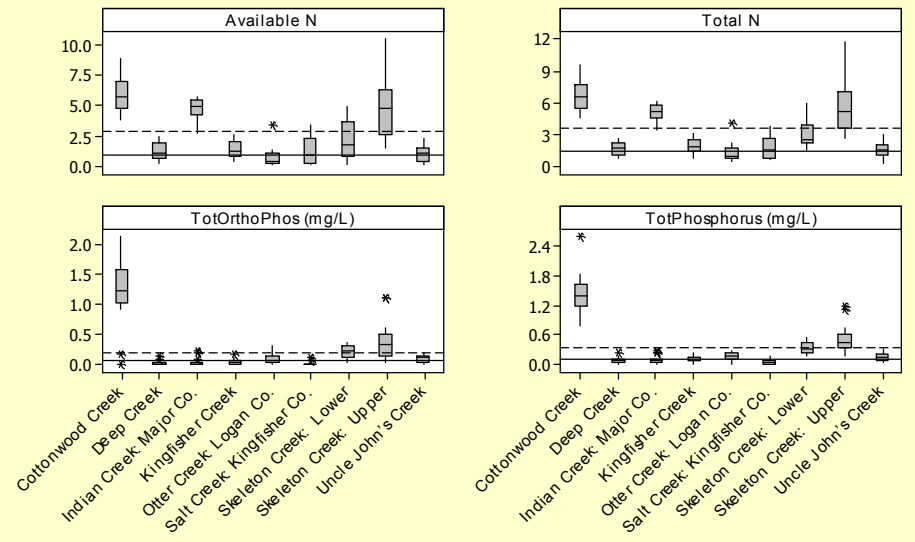 Available N
10.0
7.5
5.0
2.5
0.0
Total N
12
9
6
3
0
TotOrthoPhos (mg/L)
2.0
1.5
1.0
0.5
0.0
TotPhosphorus (mg/L)
2.4
1.8
1.2
0.6
0.0
Cottonwood Creek
Deep Creek
Indian Creek: Major Co.
Kingfisher Creek
Otter Creek: Logan Co.
Salt Creek: Kingfisher Co.
Skeleton Creek: Lower
Skeleton Creek: Upper
Uncle John's Creek
Cottonwood Creek
Deep Creek
Indian Creek: Major Co.
Kingfisher Creek
Otter Creek: Logan Co.
Salt Creek: Kingfisher Co.
Skeleton Creek: Lower
Skeleton Creek: Upper
Uncle John's Creek